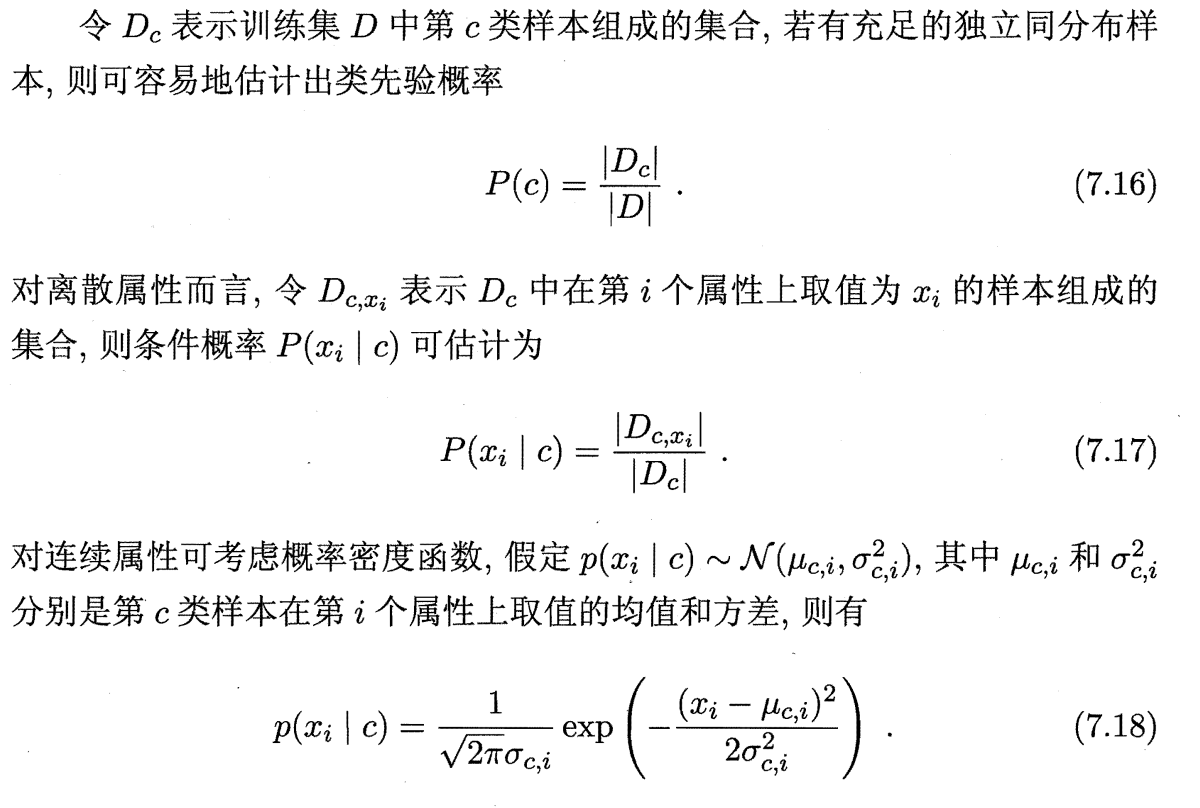 令 $D_c$ 表示训练集 $D$ 中第 $c$ 类样本组成的集合, 若有充足的独立同分布样
本, 则可容易地估计出类先验概率
$P(c) = \frac{|D_c|}{|D|}$ . (7.16)
对离散属性而言, 令 $D_{c,x_i}$ 表示 $D_c$ 中在第 $i$ 个属性上取值为 $x_i$ 的样本组成的
集合, 则条件概率 $P(x_i \mid c)$ 可估计为
$P(x_i \mid c) = \frac{|D_{c,x_i}|}{|D_c|}$ . (7.17)
对连续属性可考虑概率密度函数, 假定 $p(x_i \mid c) \sim \mathcal{N}(\mu_{c,i}, \sigma_{c,i}^2)$, 其中 $\mu_{c,i}$ 和 $\sigma_{c,i}^2$
分别是第 $c$ 类样本在第 $i$ 个属性上取值的均值和方差, 则有
$p(x_i \mid c) = \frac{1}{\sqrt{2\pi}\sigma_{c,i}} \exp\left(-\frac{(x_i - \mu_{c,i})^2}{2\sigma_{c,i}^2}\right)$ . (7.18)